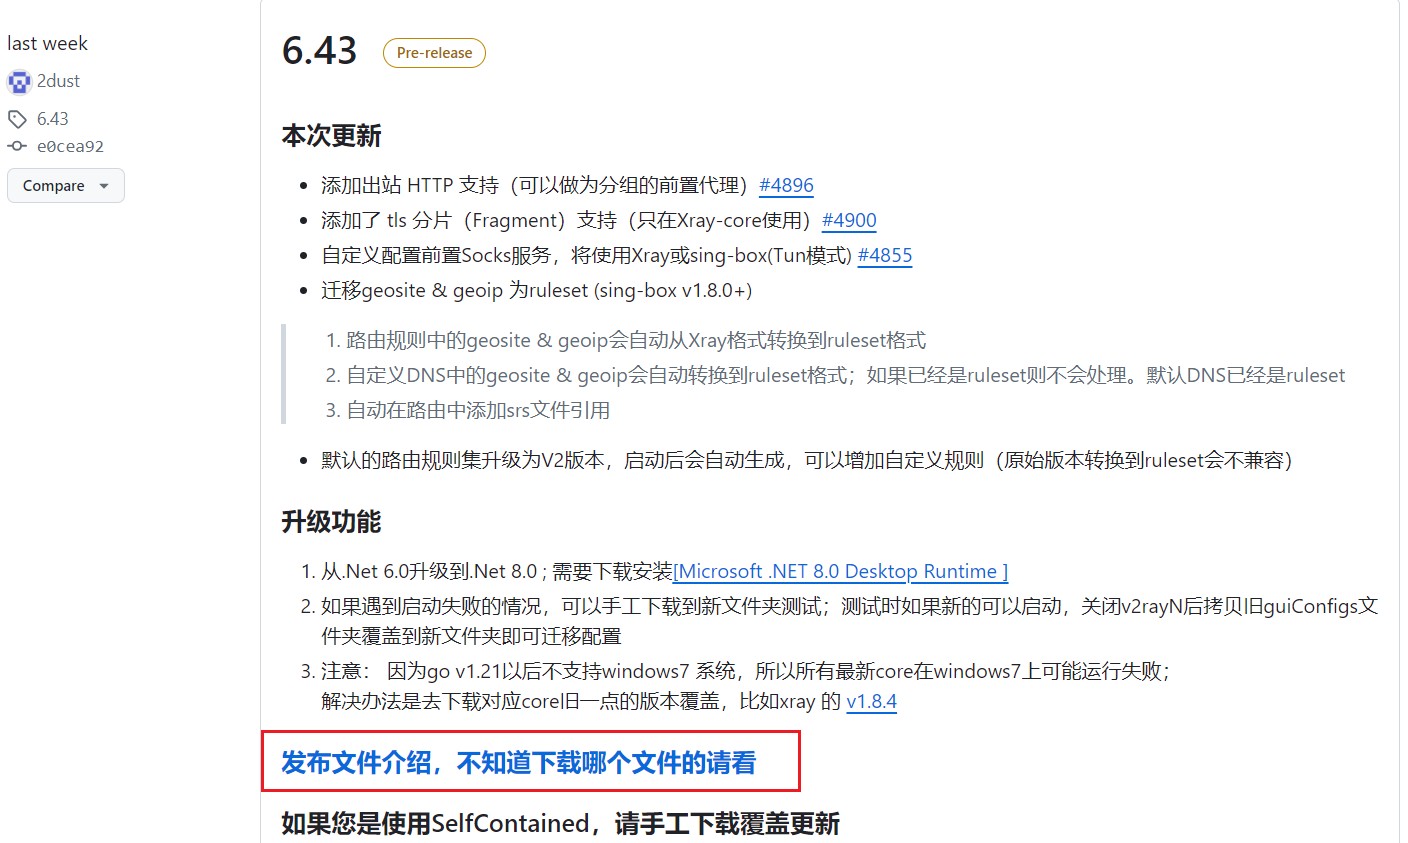 last week
2dust
6.43
e0cea92
Compare
6.43 Pre-release
本次更新
添加出站 HTTP 支持（可以做为分组的前置代理）#4896
添加了 tls 分片（Fragment）支持（只在Xray-core使用）#4900
自定义配置前置Socks服务，将使用Xray或sing-box(Tun模式) #4855
迁移geosite & geoip 为ruleset (sing-box v1.8.0+)
1. 路由规则中的geosite & geoip会自动从Xray格式转换到ruleset格式
2. 自定义DNS中的geosite & geoip会自动转换到ruleset格式；如果已经是ruleset则不会处理。默认DNS已经是ruleset
3. 自动在路由中添加srs文件引用
默认的路由规则集升级为V2版本，启动后会自动生成，可以增加自定义规则（原始版本转换到ruleset会不兼容）
升级功能
1. 从.Net 6.0升级到.Net 8.0 ; 需要下载安装[Microsoft .NET 8.0 Desktop Runtime ]
2. 如果遇到启动失败的情况，可以手工下载到新文件夹测试；测试时如果新的可以启动，关闭v2rayN后拷贝旧guiConfigs文
件夹覆盖到新文件夹即可迁移配置
3. 注意： 因为go v1.21以后不支持windows7 系统，所以所有最新core在windows7上可能运行失败；
解决办法是去下载对应core旧一点的版本覆盖，比如xray 的 v1.8.4
发布文件介绍，不知道下载哪个文件的请看
如果您是使用SelfContained，请手工下载覆盖更新